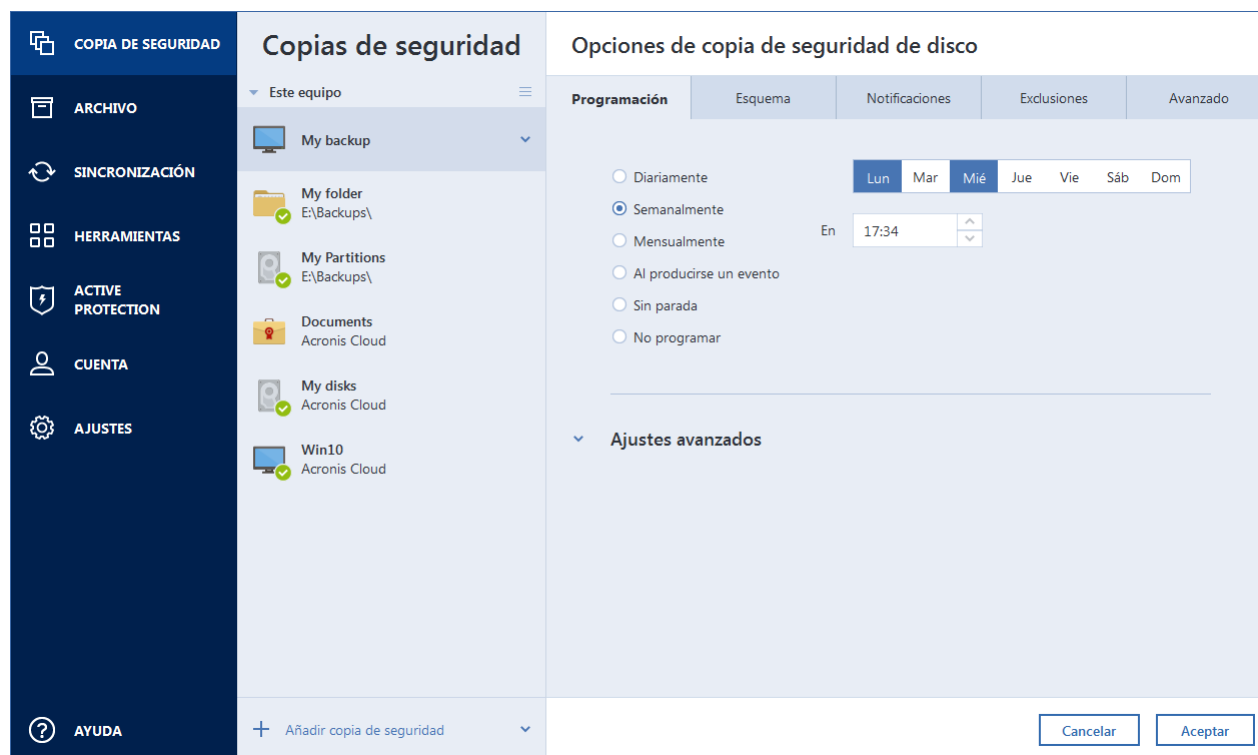 COPIA DE SEGURIDAD
ARCHIVO
SINCRONIZACIÓN
HERRAMIENTAS
ACTIVE
PROTECTION
CUENTA
AJUSTES
AYUDA
Copias de seguridad
Este equipo
My backup
My folder
E:\Backups\
My Partitions
E:\Backups\
Documents
Acronis Cloud
My disks
Acronis Cloud
Win10
Acronis Cloud
Añadir copia de seguridad
Opciones de copia de seguridad de disco
Programación Esquema Notificaciones Exclusiones Avanzado
Diariamente
Semanalmente
Mensualmente
Al producirse un evento
Sin parada
No programar
Lun Mar Mié Jue Vie Sáb Dom
En 17:34
Ajustes avanzados
Cancelar Aceptar